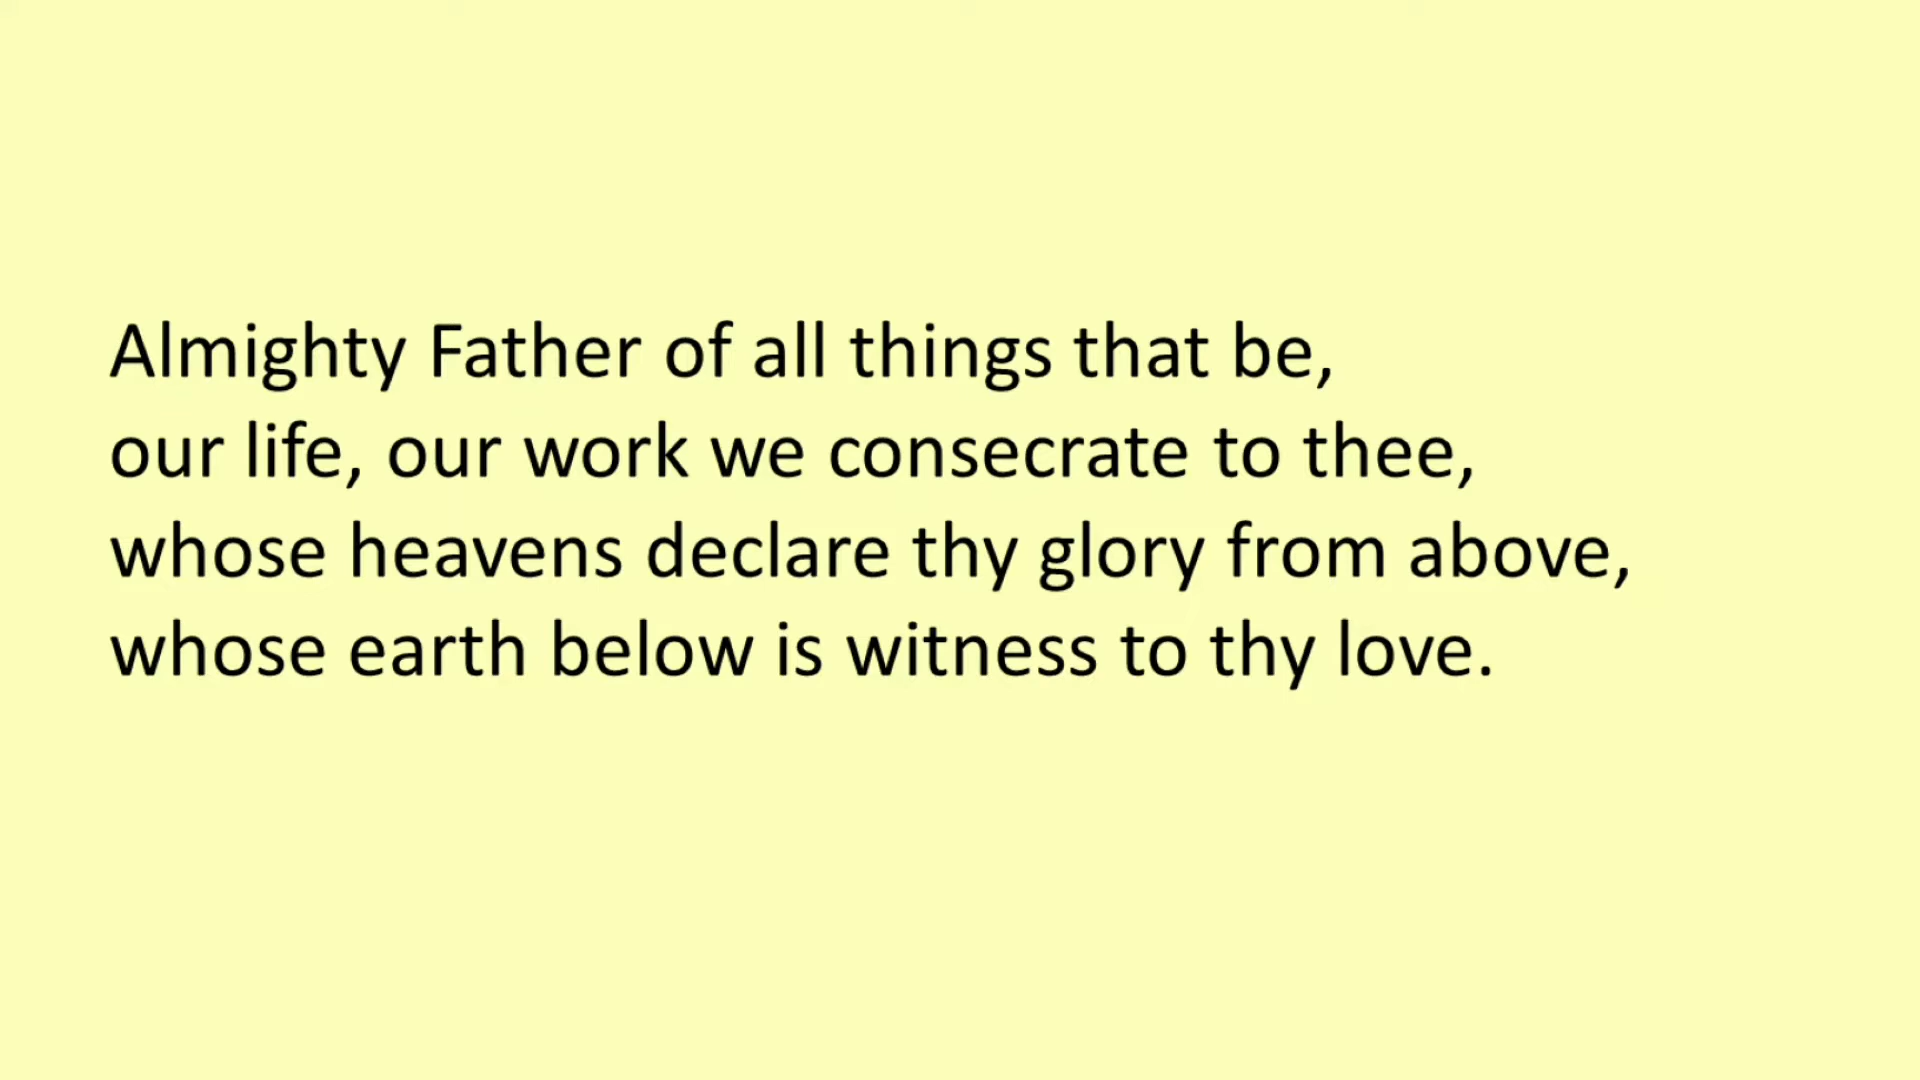 Almighty Father of all things that be,
our life, our work we consecrate to thee,
whose heavens declare thy glory from above,
whose earth below is witness to thy love.